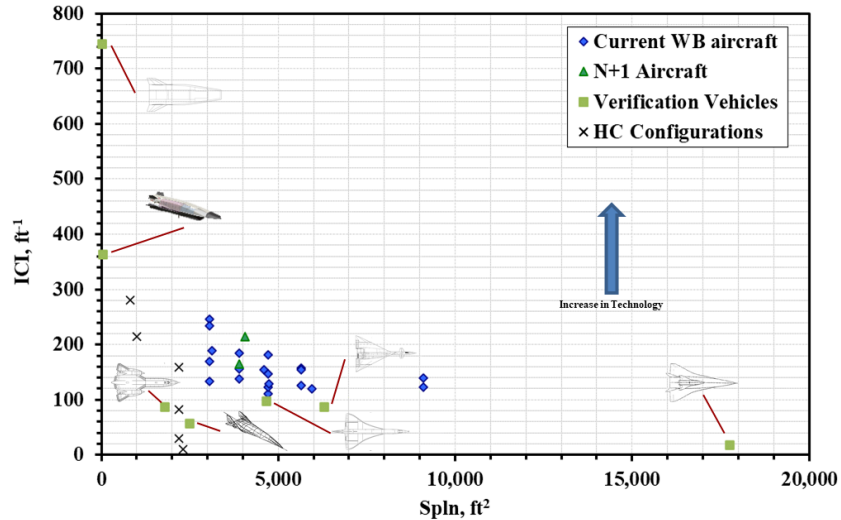 800
700
600
500
400
300
200
100
0
ICI, ft⁻¹
Current WB aircraft
N+1 Aircraft
Verification Vehicles
HC Configurations
Increase in Technology
0 5,000 10,000 15,000 20,000
Spln, ft²